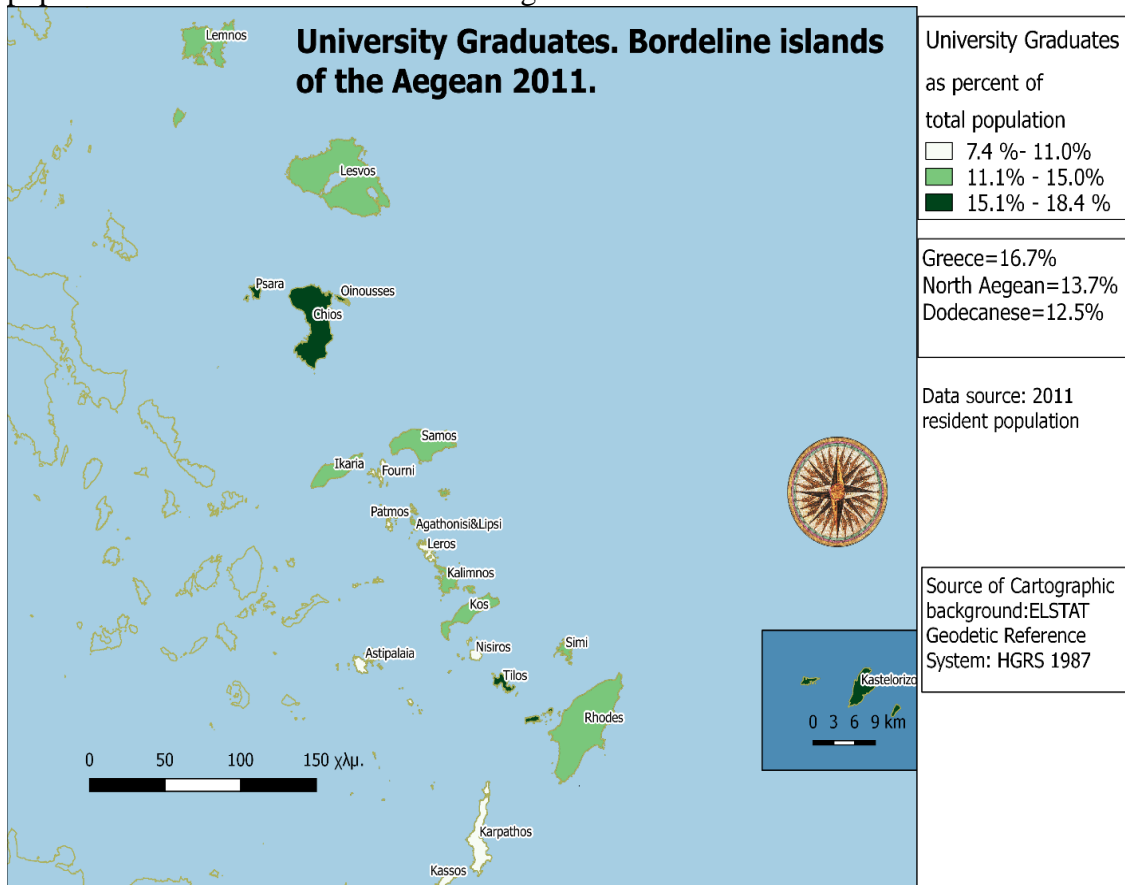 University Graduates. Bordeline islands
of the Aegean 2011.
Lemnos
Lesvos
Psara
Oinousses
Chios
Samos
Ikaria
Fourni
Patmos
Agathonisi&Lipsi
Leros
Kalimnos
Kos
Simi
Nisiros
Astipalaia
Tilos
Rhodes
Karpathos
Kassos
0 50 100 150 χλμ.
Kastelorizo
0 3 6 9 km
University Graduates
as percent of
total population
7.4 %- 11.0%
11.1% - 15.0%
15.1% - 18.4 %
Greece=16.7%
North Aegean=13.7%
Dodecanese=12.5%
Data source: 2011
resident population
Source of Cartographic
background:ELSTAT
Geodetic Reference
System: HGRS 1987